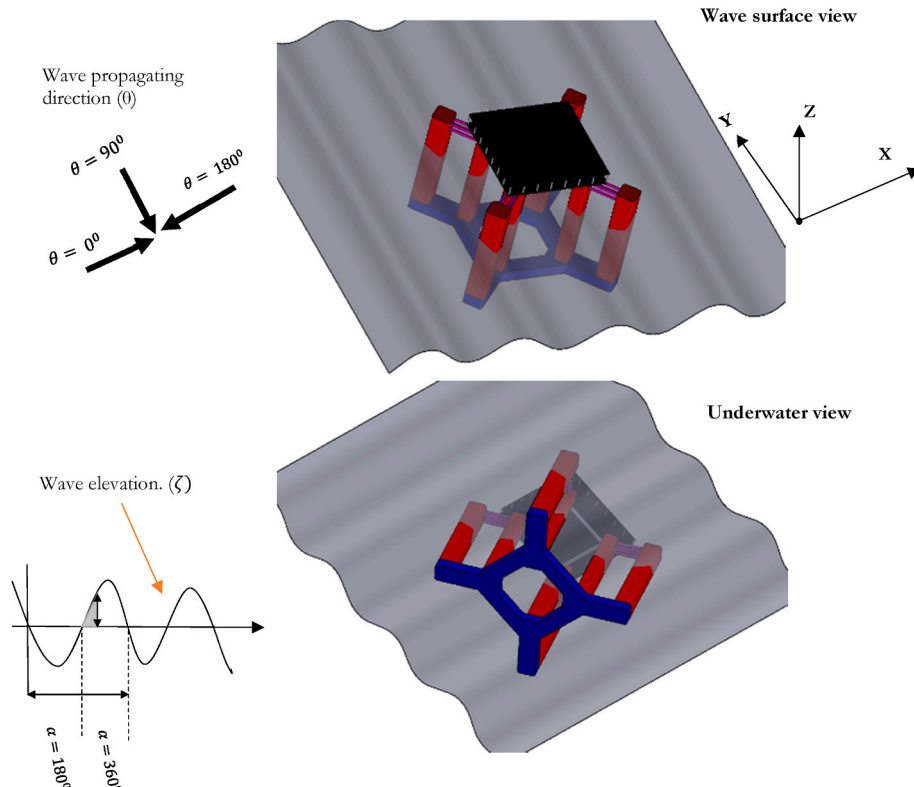 Wave surface view
Wave propagating
direction (θ)
θ = 90⁰
θ = 180⁰
θ = 0⁰
Y
Z
X
Underwater view
Wave elevation. (ζ)
α = 180⁰
α = 360⁰